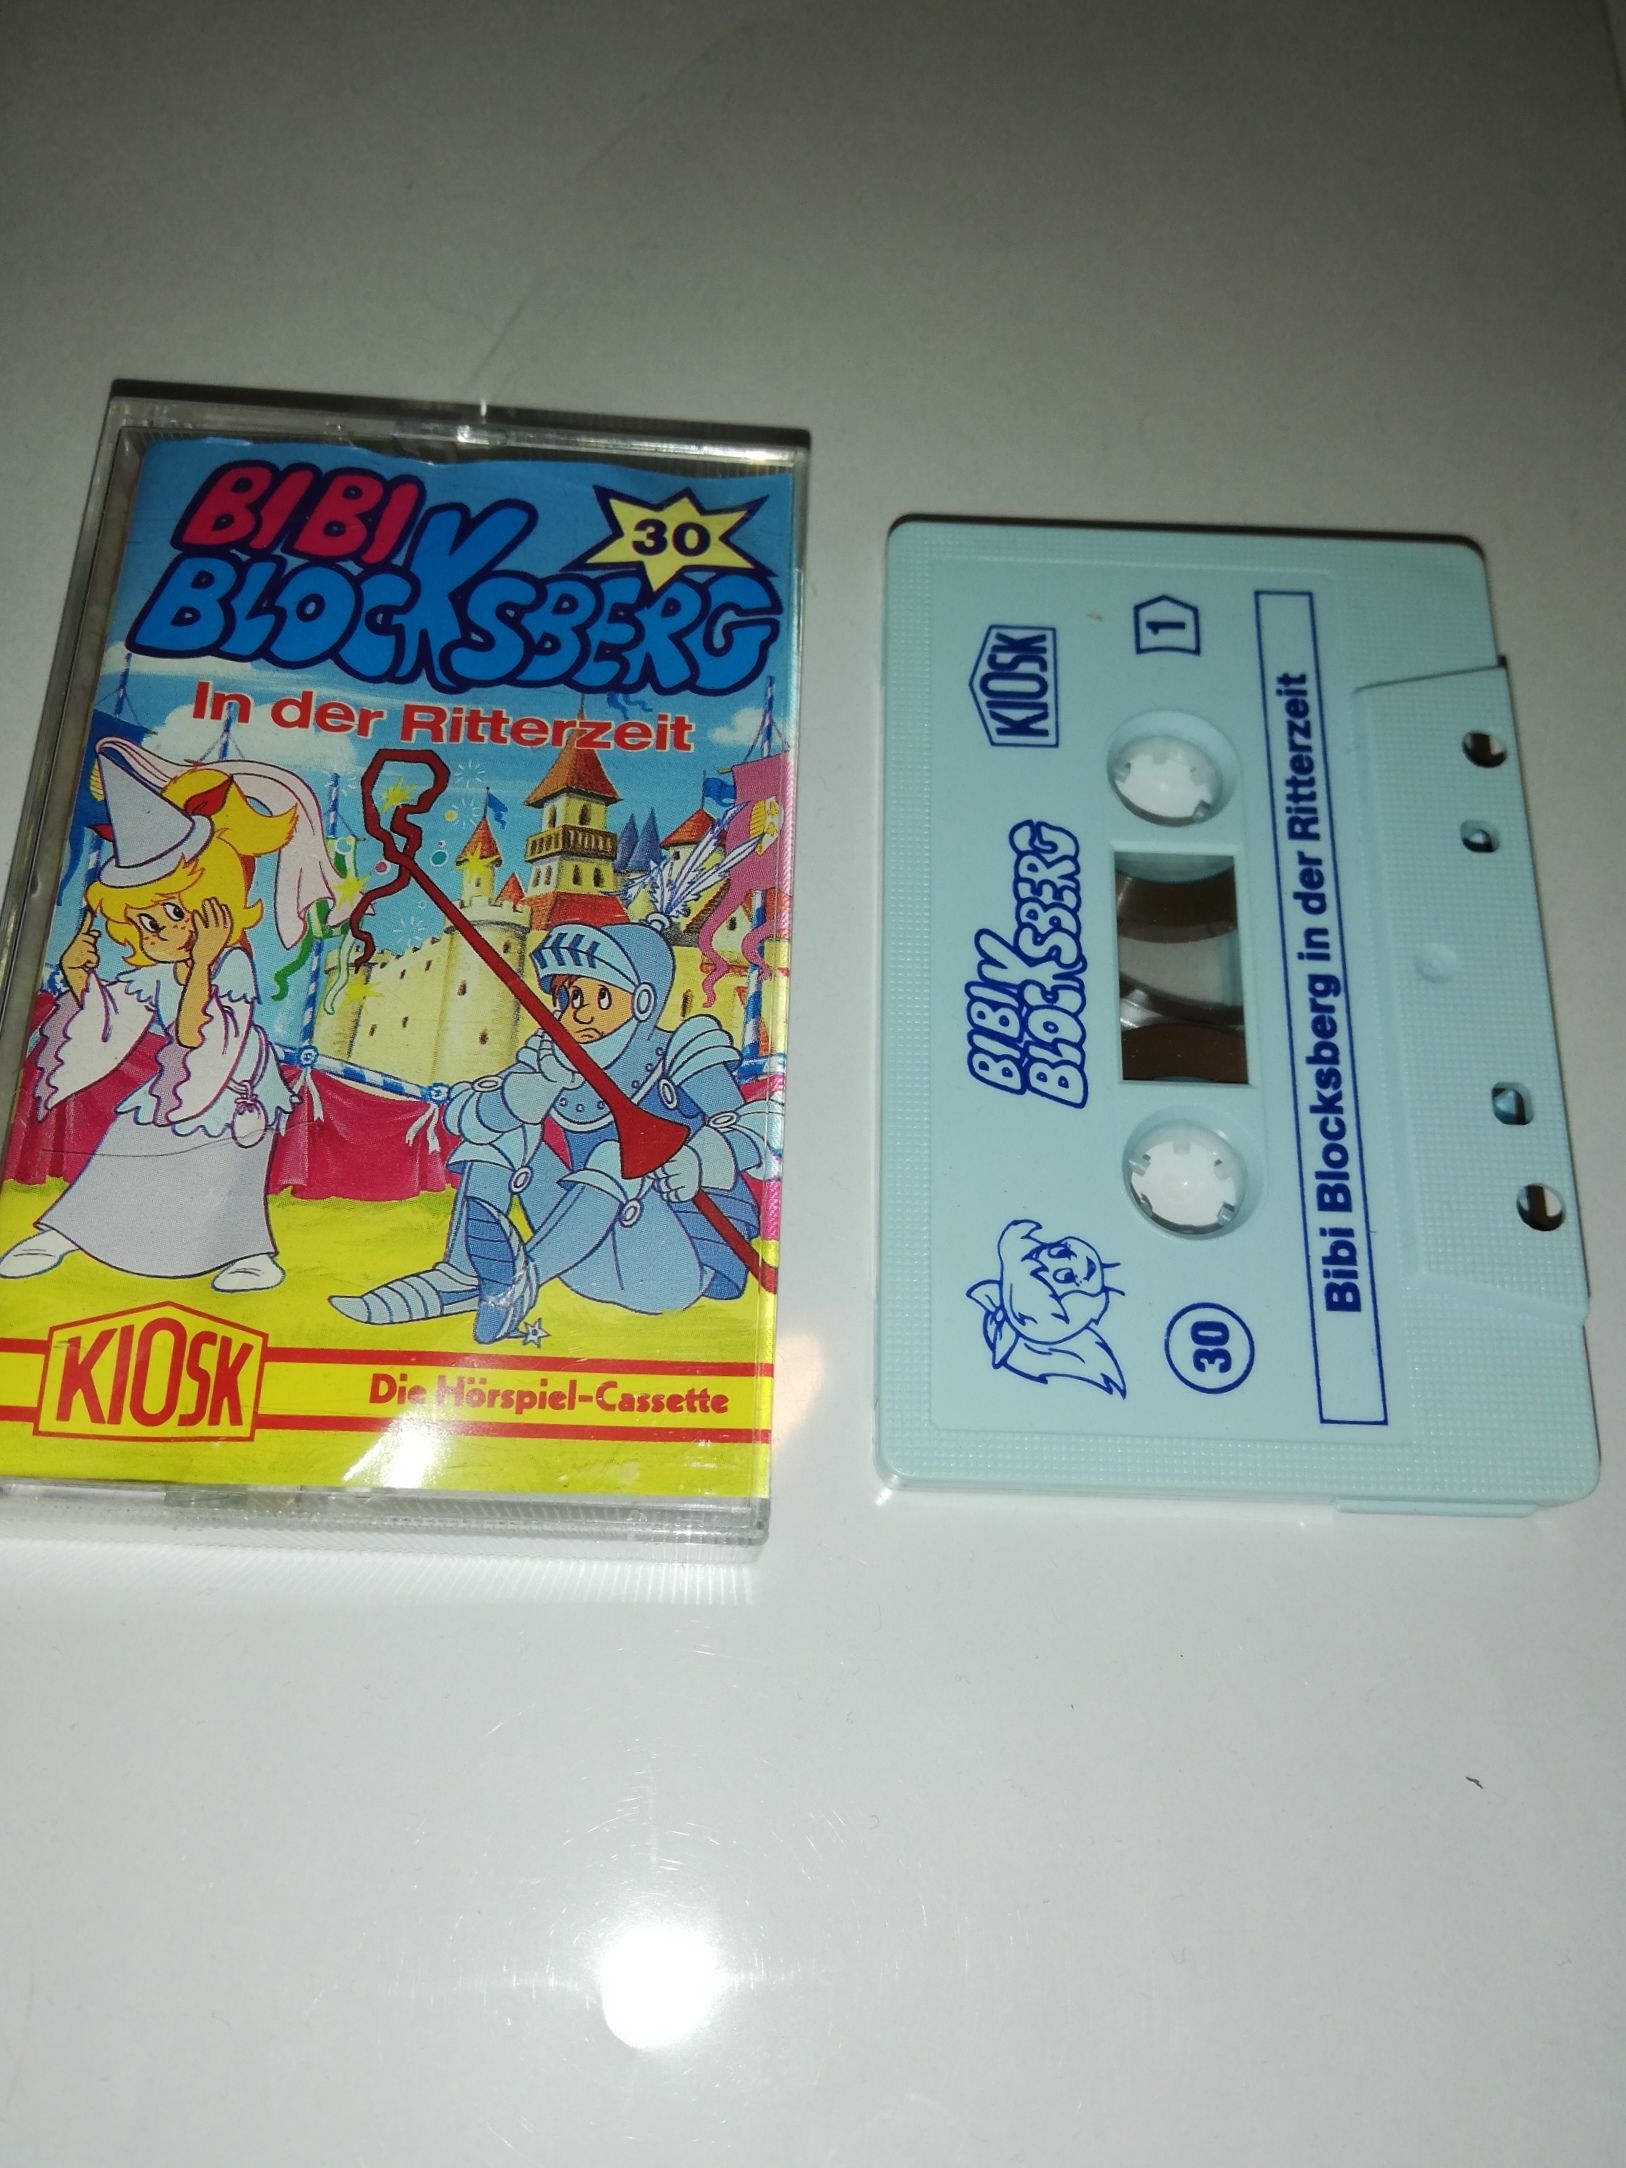 BIBI
BLOCKSBERG
30
In der Ritterzeit
KIOSK
Die Hörspiel-Cassette
KIOSK
1
BIBI
BLOCKSBERG
30
Bibi Blocksberg in der Ritterzeit